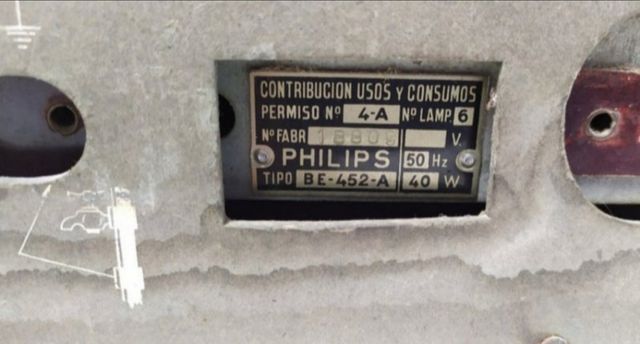 CONTRIBUCION USOS Y CONSUMOS
PERMISO Nº 4-A Nº LAMP. 6
Nº FABR V.
PHILIPS 50 Hz
TIPO BE-452-A 40 W